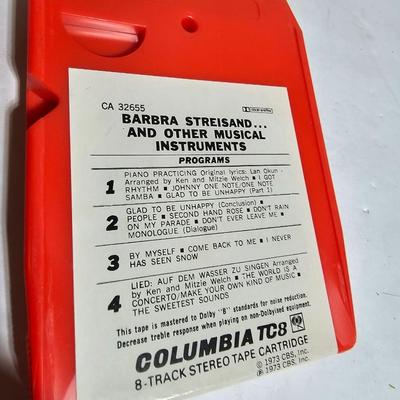 CA 32655
DOLBY SYSTEM
BARBRA STREISAND...
AND OTHER MUSICAL
INSTRUMENTS
PROGRAMS
1 PIANO PRACTICING Original lyrics: Lan Okun -
Arranged by Ken and Mitzie Welch ■ I GOT
RHYTHM ■ JOHNNY ONE NOTE/ONE NOTE
SAMBA ■ GLAD TO BE UNHAPPY (Part 1)
2 GLAD TO BE UNHAPPY (Conclusion) ■
PEOPLE ■ SECOND HAND ROSE ■ DON'T RAIN
ON MY PARADE ■ DON'T EVER LEAVE ME ■
MONOLOGUE (Dialogue)
3 BY MYSELF ■ COME BACK TO ME ■ I NEVER
HAS SEEN SNOW
4 LIED: AUF DEM WASSER ZU SINGEN Arranged
by Ken and Mitzie Welch ■ THE WORLD IS A
CONCERTO/MAKE YOUR OWN KIND OF MUSIC ■
THE SWEETEST SOUNDS
This tape is mastered to Dolby "B" standards for noise reduction.
Decrease treble response when playing on non-Dolbyised equipment.
COLUMBIA TC8
8-TRACK STEREO TAPE CARTRIDGE
© 1973 CBS, Inc.
℗ 1973 CBS, Inc.